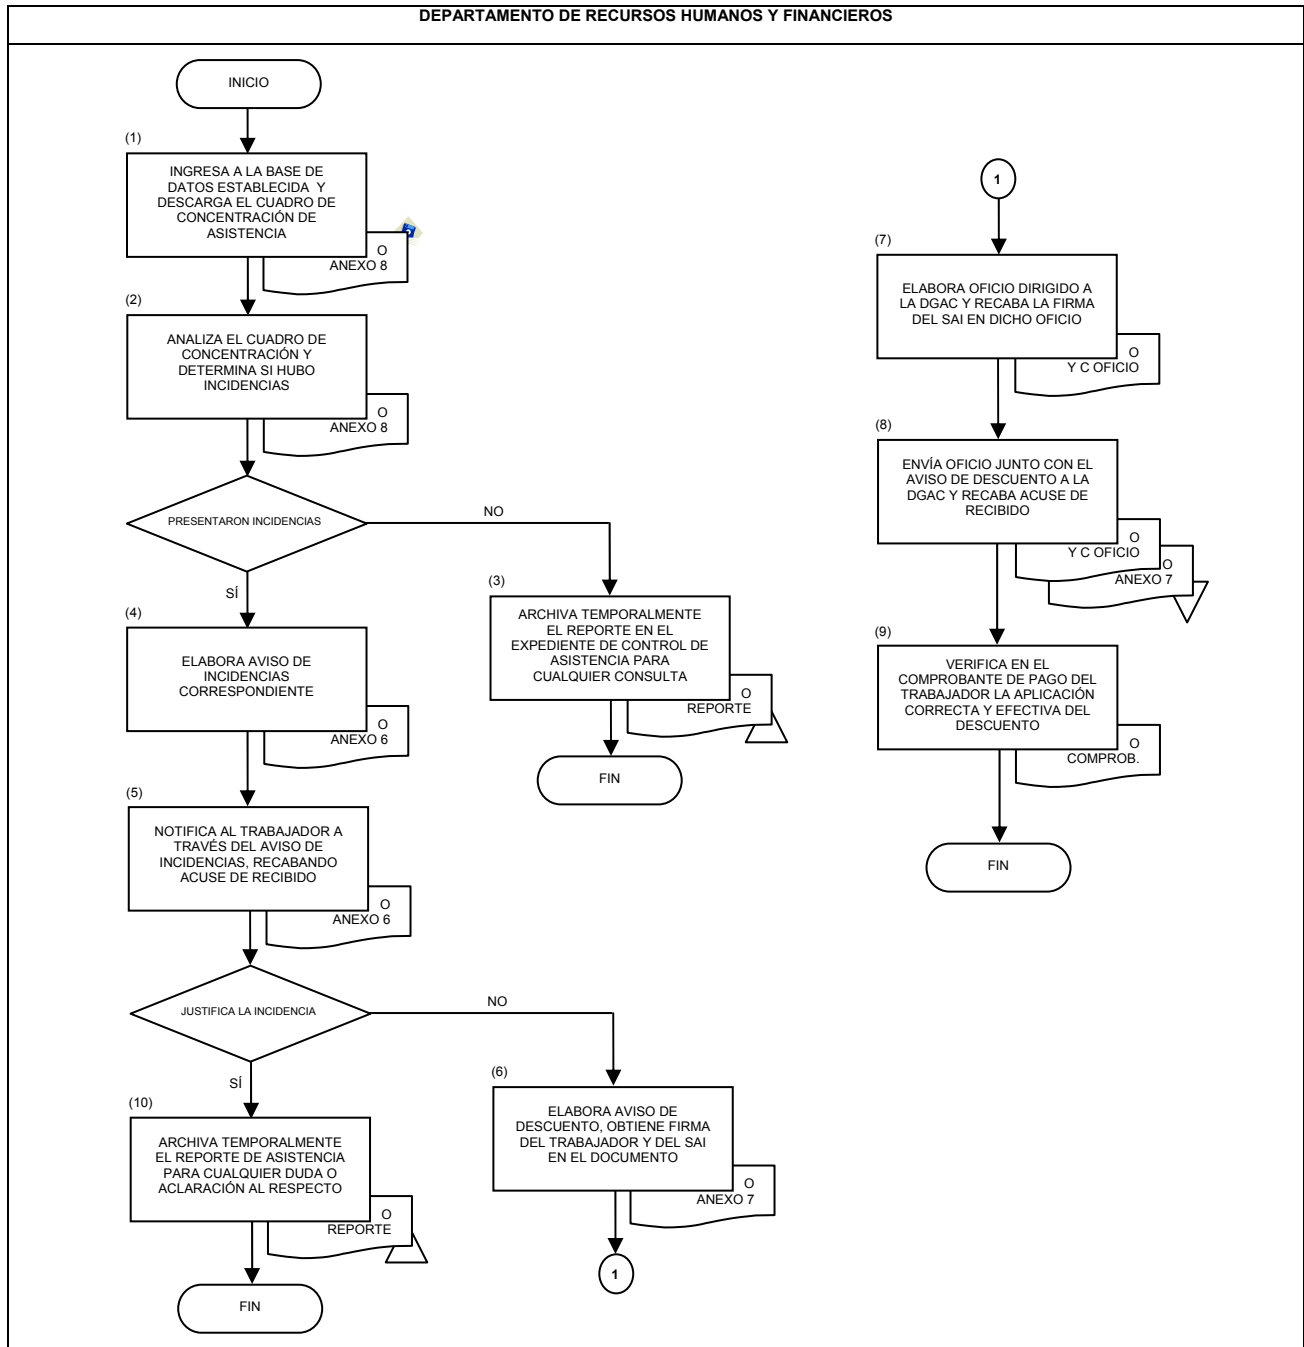 DEPARTAMENTO DE RECURSOS HUMANOS Y FINANCIEROS
INICIO
(1)
INGRESA A LA BASE DE
DATOS ESTABLECIDA Y
DESCARGA EL CUADRO DE
CONCENTRACIÓN DE
ASISTENCIA
O
ANEXO 8
(2)
ANALIZA EL CUADRO DE
CONCENTRACIÓN Y
DETERMINA SI HUBO
INCIDENCIAS
O
ANEXO 8
PRESENTARON INCIDENCIAS
NO
SÍ
(3)
ARCHIVA TEMPORALMENTE
EL REPORTE EN EL
EXPEDIENTE DE CONTROL DE
ASISTENCIA PARA
CUALQUIER CONSULTA
O
REPORTE
FIN
(4)
ELABORA AVISO DE
INCIDENCIAS
CORRESPONDIENTE
O
ANEXO 6
(5)
NOTIFICA AL TRABAJADOR A
TRAVÉS DEL AVISO DE
INCIDENCIAS, RECABANDO
ACUSE DE RECIBIDO
O
ANEXO 6
JUSTIFICA LA INCIDENCIA
NO
SÍ
(6)
ELABORA AVISO DE
DESCUENTO, OBTIENE FIRMA
DEL TRABAJADOR Y DEL SAI
EN EL DOCUMENTO
O
ANEXO 7
1
(10)
ARCHIVA TEMPORALMENTE
EL REPORTE DE ASISTENCIA
PARA CUALQUIER DUDA O
ACLARACIÓN AL RESPECTO
O
REPORTE
FIN
1
(7)
ELABORA OFICIO DIRIGIDO A
LA DGAC Y RECABA LA FIRMA
DEL SAI EN DICHO OFICIO
O
Y C OFICIO
(8)
ENVÍA OFICIO JUNTO CON EL
AVISO DE DESCUENTO A LA
DGAC Y RECABA ACUSE DE
RECIBIDO
O
Y C OFICIO
O
ANEXO 7
(9)
VERIFICA EN EL
COMPROBANTE DE PAGO DEL
TRABAJADOR LA APLICACIÓN
CORRECTA Y EFECTIVA DEL
DESCUENTO
O
COMPROB.
FIN